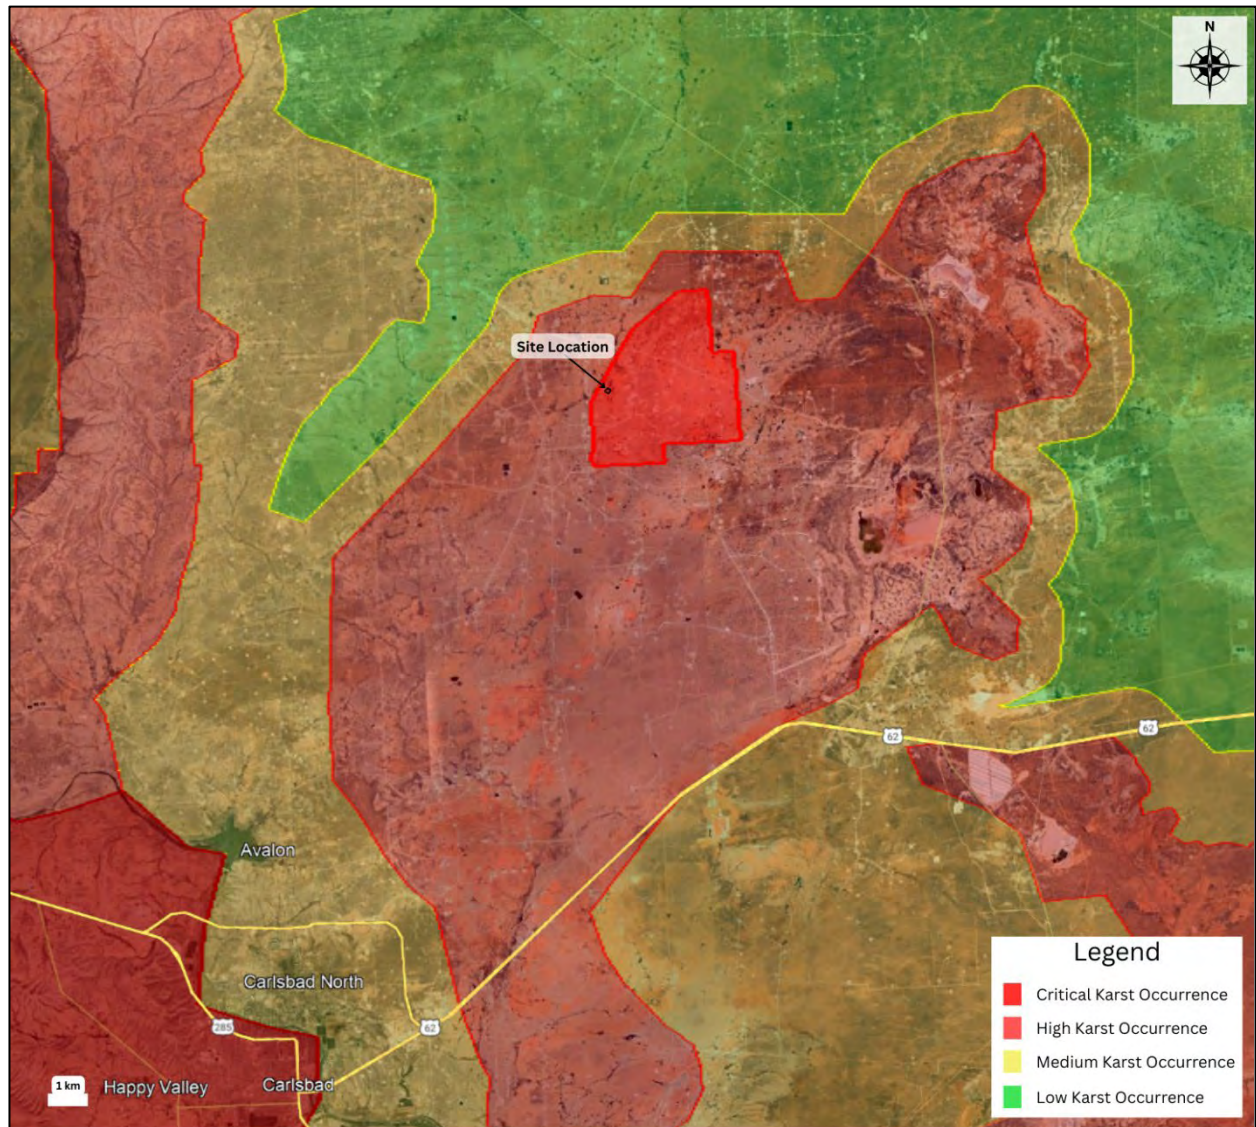 N
Site Location
62
62
Avalon
Carlsbad North
285
62
1 km
Happy Valley
Carlsbad
Legend
Critical Karst Occurrence
High Karst Occurrence
Medium Karst Occurrence
Low Karst Occurrence